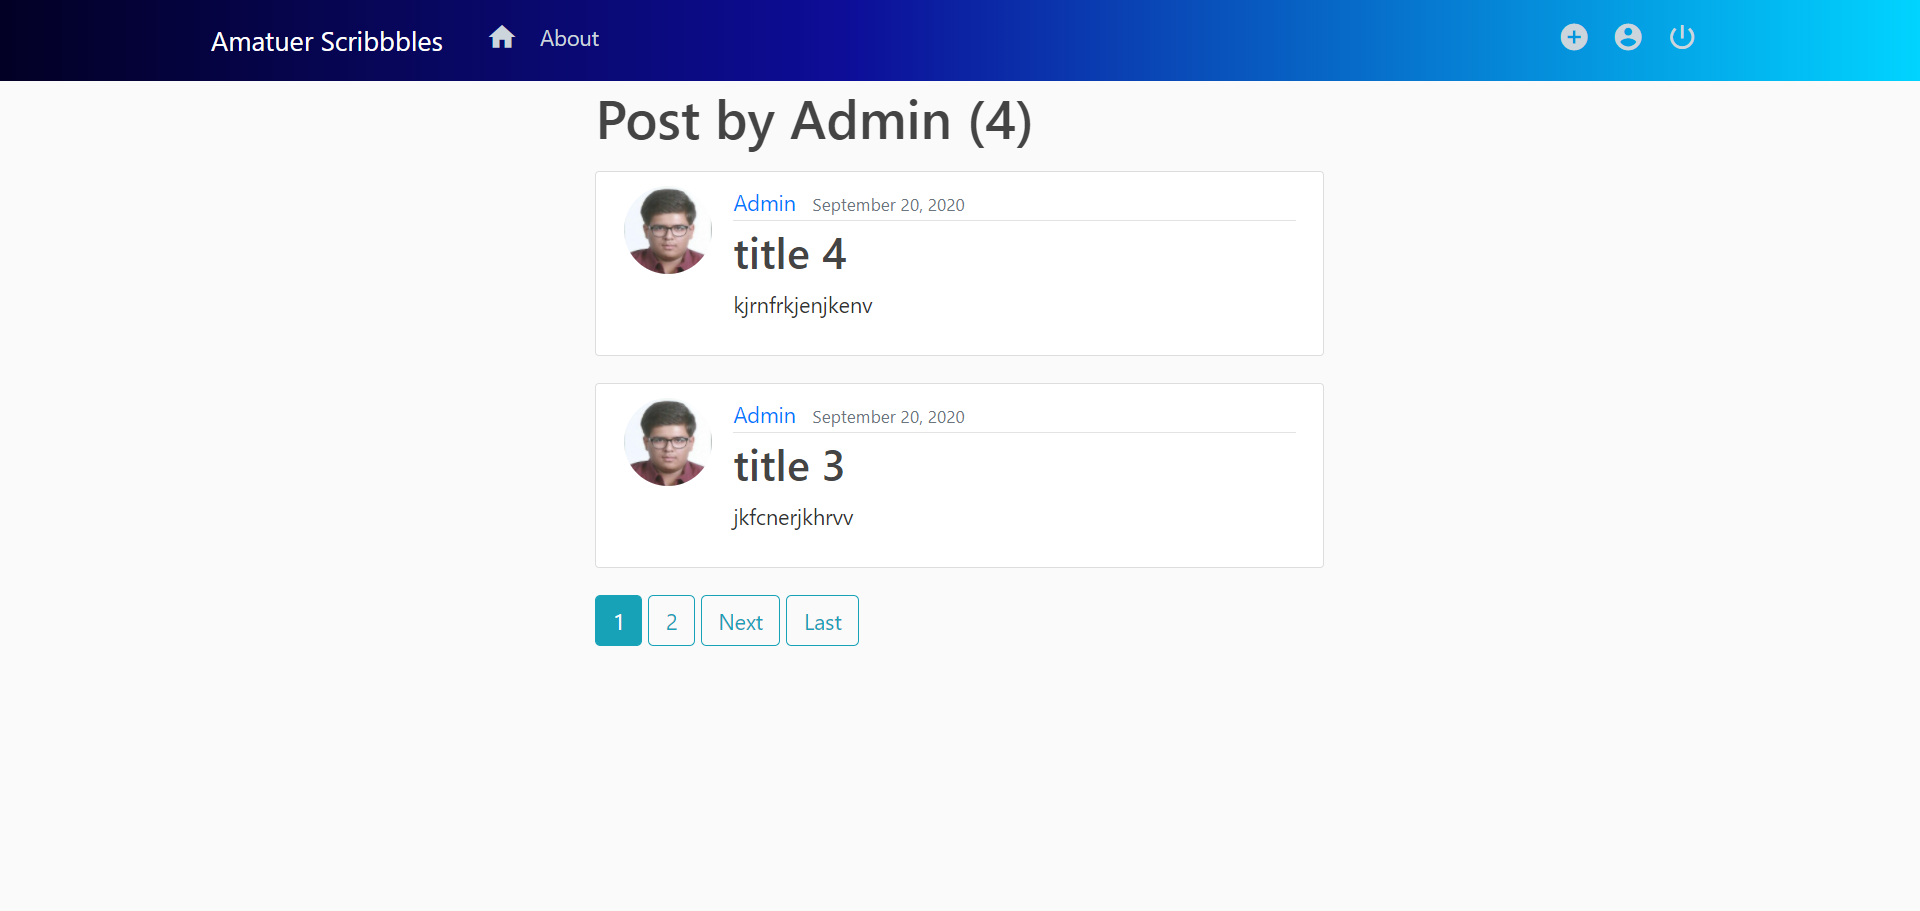 Amatuer Scribbbles
About
Post by Admin (4)
Admin September 20, 2020
title 4
kjrnfrkjenjkenv
Admin September 20, 2020
title 3
jkfcnerjkhrvv
1 2 Next Last